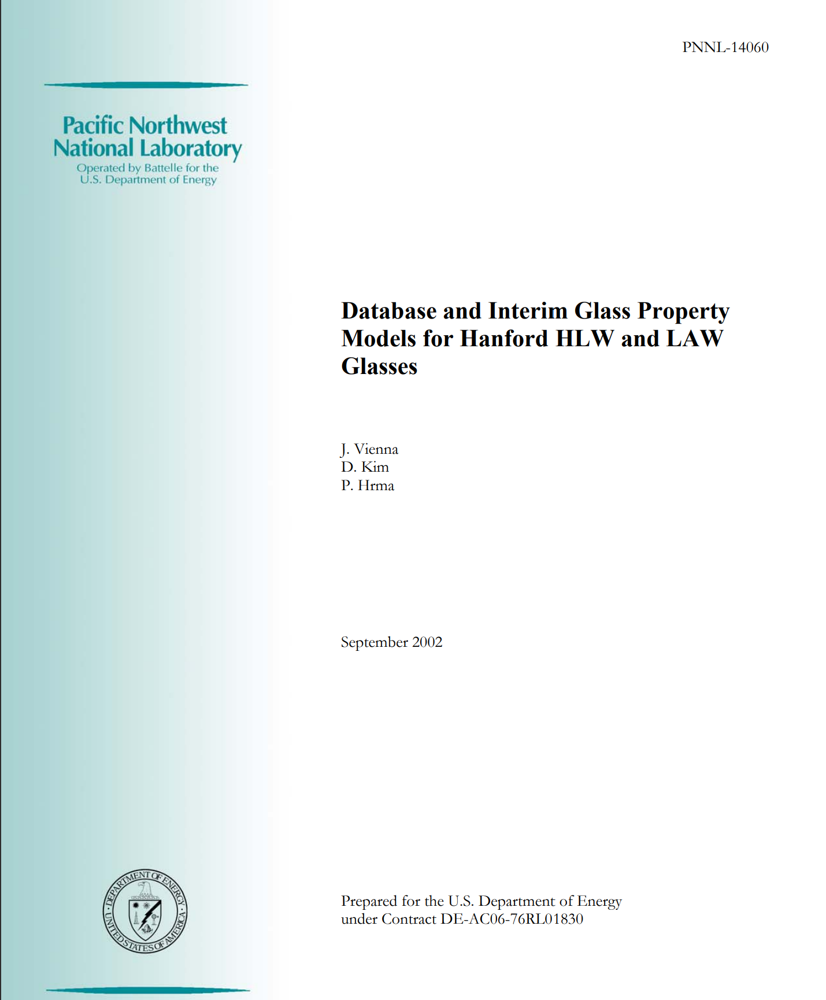 PNNL-14060
Pacific Northwest
National Laboratory
Operated by Battelle for the
U.S. Department of Energy
Database and Interim Glass Property
Models for Hanford HLW and LAW
Glasses
J. Vienna
D. Kim
P. Hrma
September 2002
DEPARTMENT OF ENERGY
UNITED STATES OF AMERICA
Prepared for the U.S. Department of Energy
under Contract DE-AC06-76RL01830